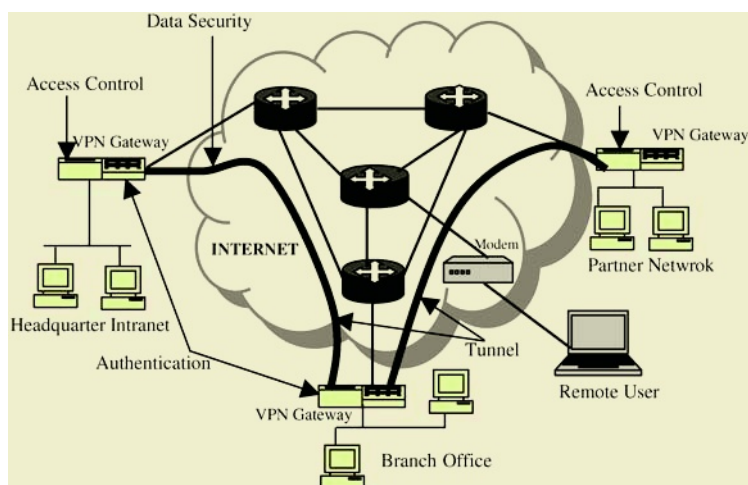 Data Security
Access Control
Access Control
VPN Gateway
VPN Gateway
INTERNET
Modem
Partner Netwrok
Headquarter Intranet
Authentication
Tunnel
Remote User
VPN Gateway
Branch Office